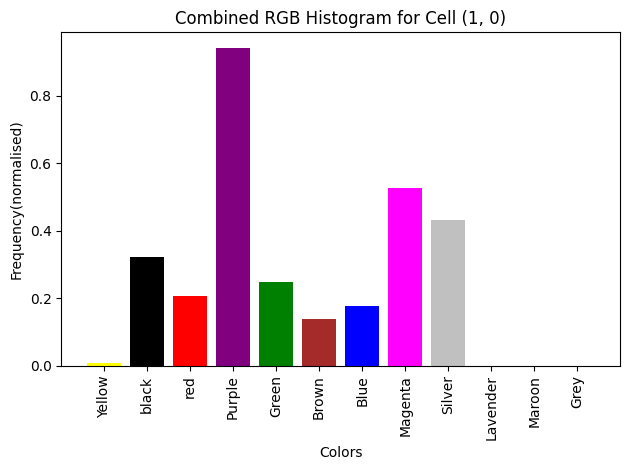 Combined RGB Histogram for Cell (1, 0)
Frequency(normalised)
0.8
0.6
0.4
0.2
0.0
Yellow
black
red
Purple
Green
Brown
Blue
Magenta
Silver
Lavender
Maroon
Grey
Colors